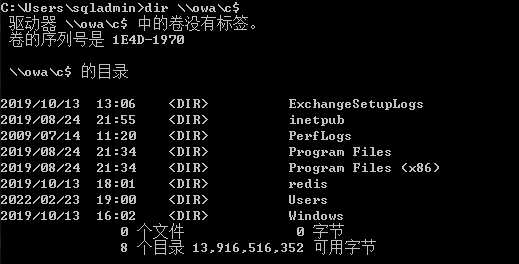 C:\Users\sqladmin>dir \\owa\c$
驱动器 \\owa\c$ 中的卷没有标签。
卷的序列号是 1E4D-1970
\\owa\c$ 的目录
2019/10/13  13:06    <DIR>          ExchangeSetupLogs
2019/08/24  21:55    <DIR>          inetpub
2009/07/14  11:20    <DIR>          PerfLogs
2019/08/24  21:34    <DIR>          Program Files
2019/08/24  21:34    <DIR>          Program Files (x86)
2019/10/13  18:01    <DIR>          redis
2022/02/23  19:00    <DIR>          Users
2019/10/13  16:02    <DIR>          Windows
0 个文件              0 字节
8 个目录 13,916,516,352 可用字节